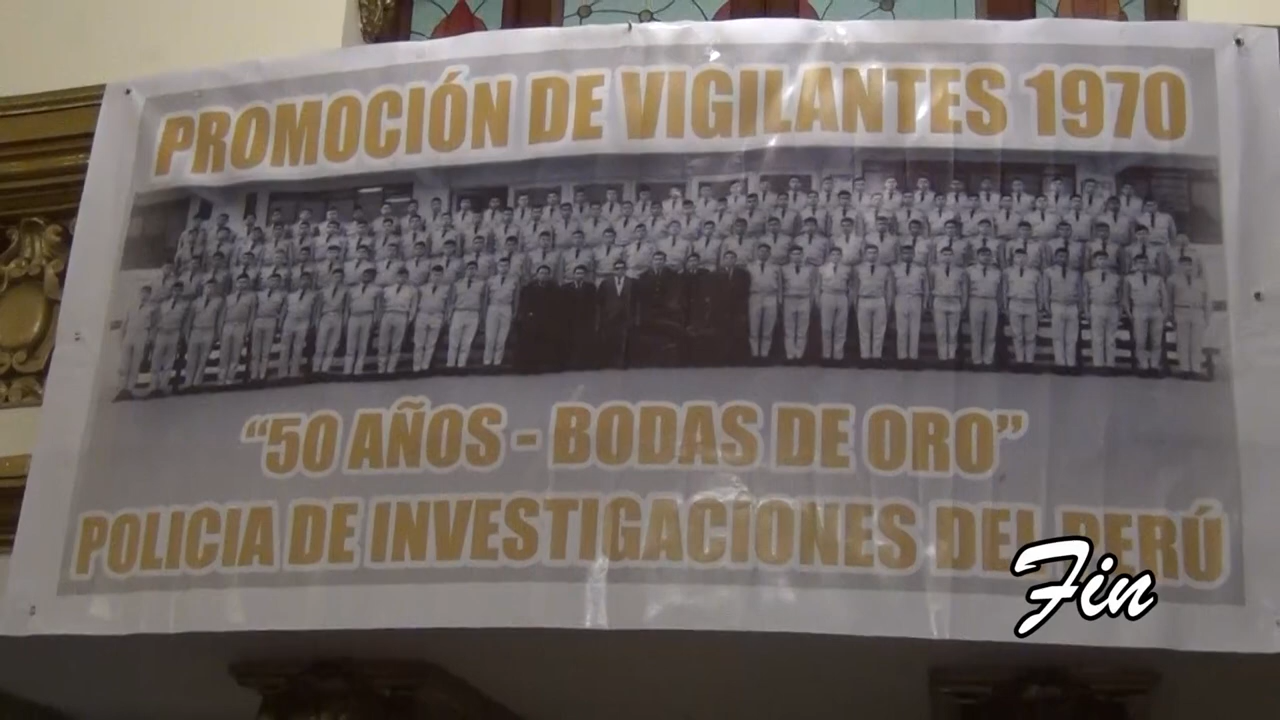 PROMOCIÓN DE VIGILANTES 1970
“50 AÑOS - BODAS DE ORO”
POLICIA DE INVESTIGACIONES DEL PERÚ
Fin